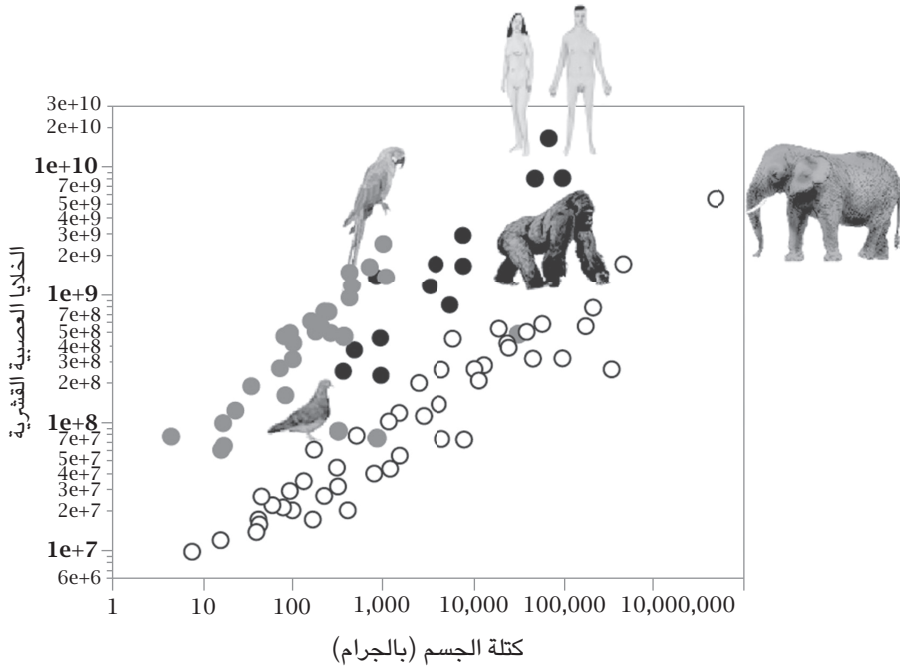 3e+10
2e+10
1e+10
7e+9
5e+9
4e+9
3e+9
2e+9
1e+9
7e+8
5e+8
4e+8
3e+8
2e+8
1e+8
7e+7
5e+7
4e+7
3e+7
2e+7
1e+7
6e+6
الخلايا العصبية القشرية
1 10 100 1,000 10,000 100,000 10,000,000
كتلة الجسم (بالجرام)